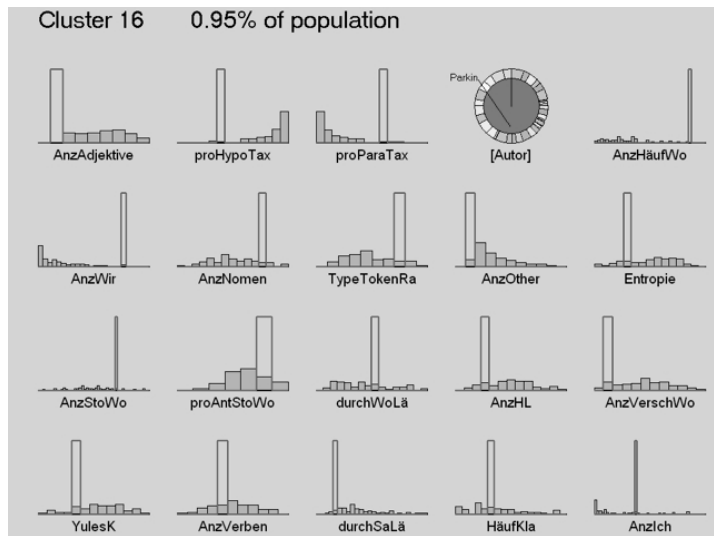 Cluster 16 0.95% of population
Parkin
AnzAdjektive proHypoTax proParaTax [Autor] AnzHäufWo
AnzWir AnzNomen TypeTokenRa AnzOther Entropie
AnzStoWo proAntStoWo durchWoLä AnzHL AnzVerschWo
YulesK AnzVerben durchSaLä HäufKla AnzIch